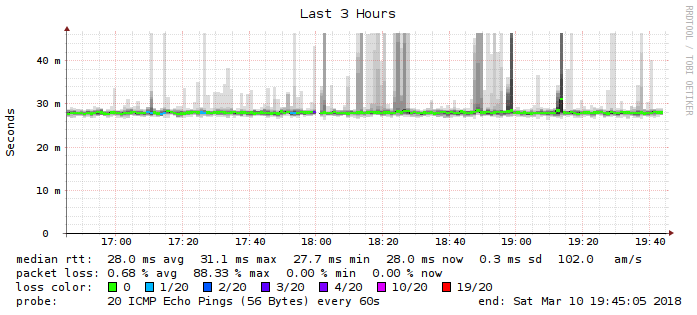 Last 3 Hours
RRDTOOL / TOBI OETIKER
Seconds
40 m
30 m
20 m
10 m
0
17:00 17:20 17:40 18:00 18:20 18:40 19:00 19:20 19:40
median rtt: 28.0 ms avg 31.1 ms max 27.7 ms min 28.0 ms now 0.3 ms sd 102.0 am/s
packet loss: 0.68 % avg 88.33 % max 0.00 % min 0.00 % now
loss color: 0 1/20 2/20 3/20 4/20 10/20 19/20
probe: 20 ICMP Echo Pings (56 Bytes) every 60s end: Sat Mar 10 19:45:05 2018